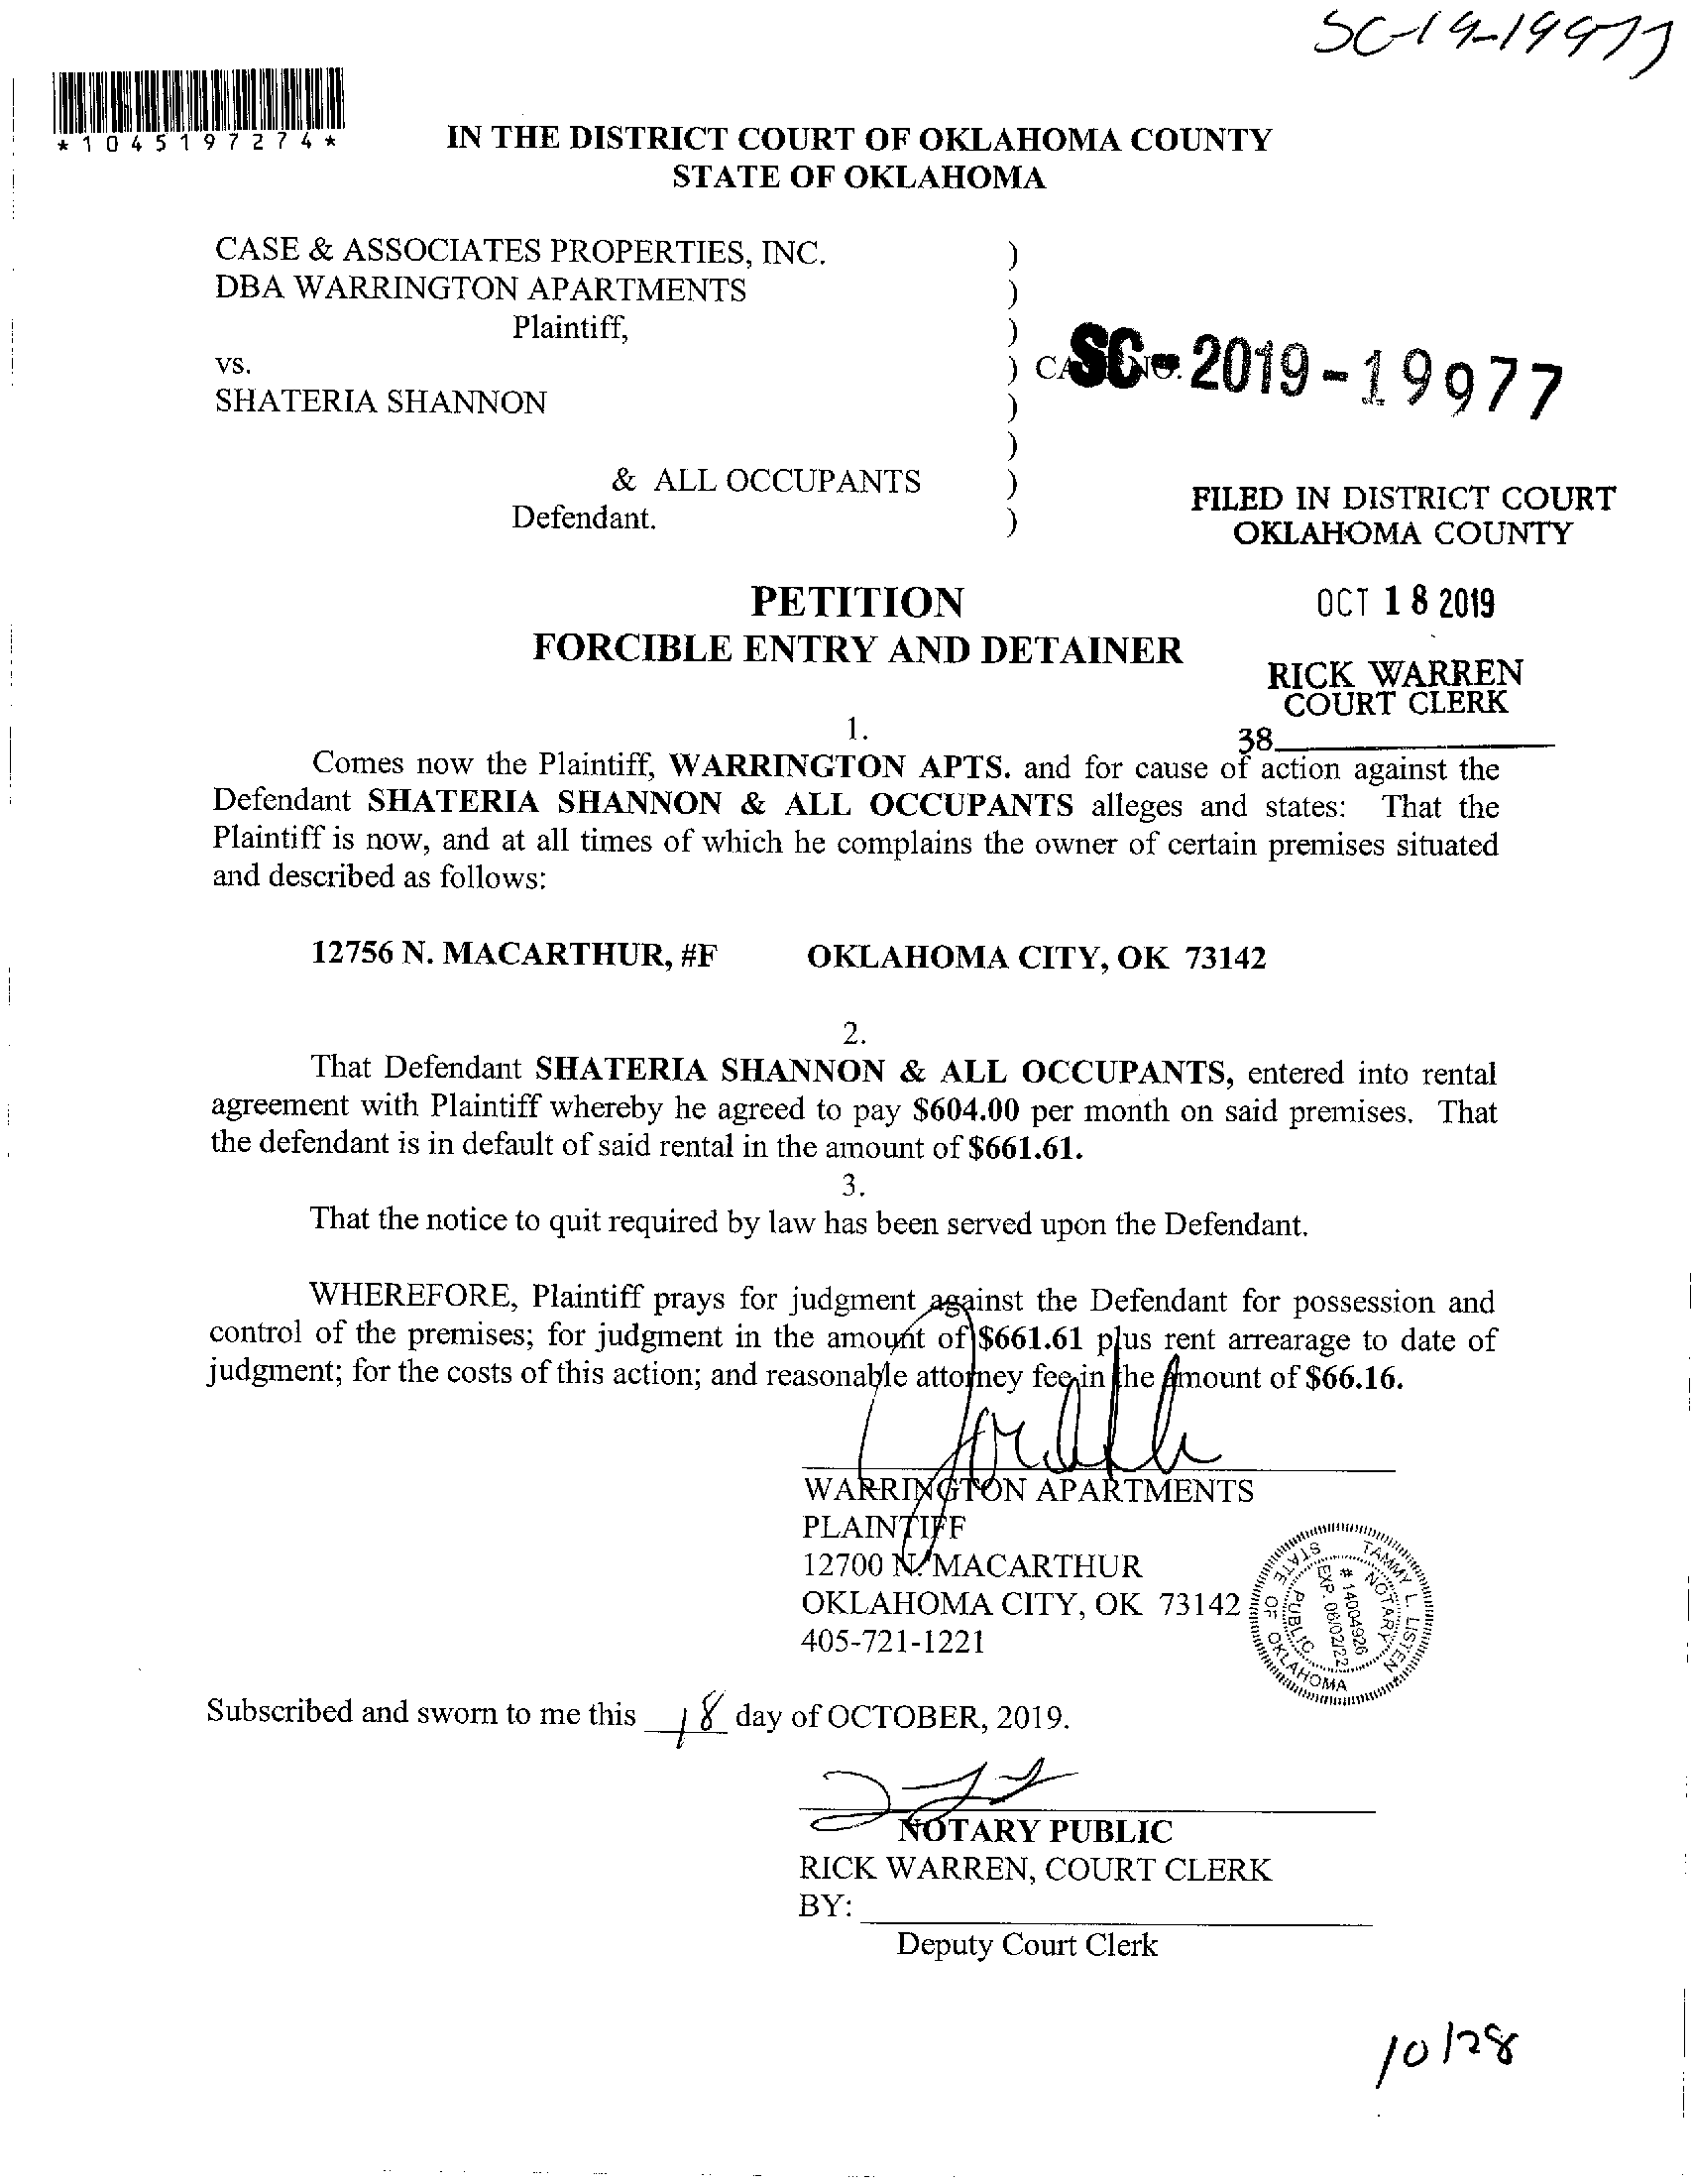 SC-19-19977
*1045197274*
IN THE DISTRICT COURT OF OKLAHOMA COUNTY
STATE OF OKLAHOMA
CASE & ASSOCIATES PROPERTIES, INC. )
DBA WARRINGTON APARTMENTS )
Plaintiff, )
vs. ) CASE NO. SC-2019-19977
SHATERIA SHANNON )
)
& ALL OCCUPANTS )
Defendant. )
FILED IN DISTRICT COURT
OKLAHOMA COUNTY
OCT 18 2019
RICK WARREN
COURT CLERK
38
PETITION
FORCIBLE ENTRY AND DETAINER
1.
Comes now the Plaintiff, WARRINGTON APTS. and for cause of action against the
Defendant SHATERIA SHANNON & ALL OCCUPANTS alleges and states: That the
Plaintiff is now, and at all times of which he complains the owner of certain premises situated
and described as follows:
12756 N. MACARTHUR, #F OKLAHOMA CITY, OK 73142
2.
That Defendant SHATERIA SHANNON & ALL OCCUPANTS, entered into rental
agreement with Plaintiff whereby he agreed to pay $604.00 per month on said premises. That
the defendant is in default of said rental in the amount of $661.61.
3.
That the notice to quit required by law has been served upon the Defendant.
WHEREFORE, Plaintiff prays for judgment against the Defendant for possession and
control of the premises; for judgment in the amount of $661.61 plus rent arrearage to date of
judgment; for the costs of this action; and reasonable attorney fee in the amount of $66.16.
WARRINGTON APARTMENTS
PLAINTIFF
12700 N. MACARTHUR
OKLAHOMA CITY, OK 73142
405-721-1221
TAMMY L. LISTEN
NOTARY PUBLIC
# 14004926
EXP. 06/02/22
STATE OF OKLAHOMA
Subscribed and sworn to me this 18 day of OCTOBER, 2019.
NOTARY PUBLIC
RICK WARREN, COURT CLERK
BY:
Deputy Court Clerk
10/28